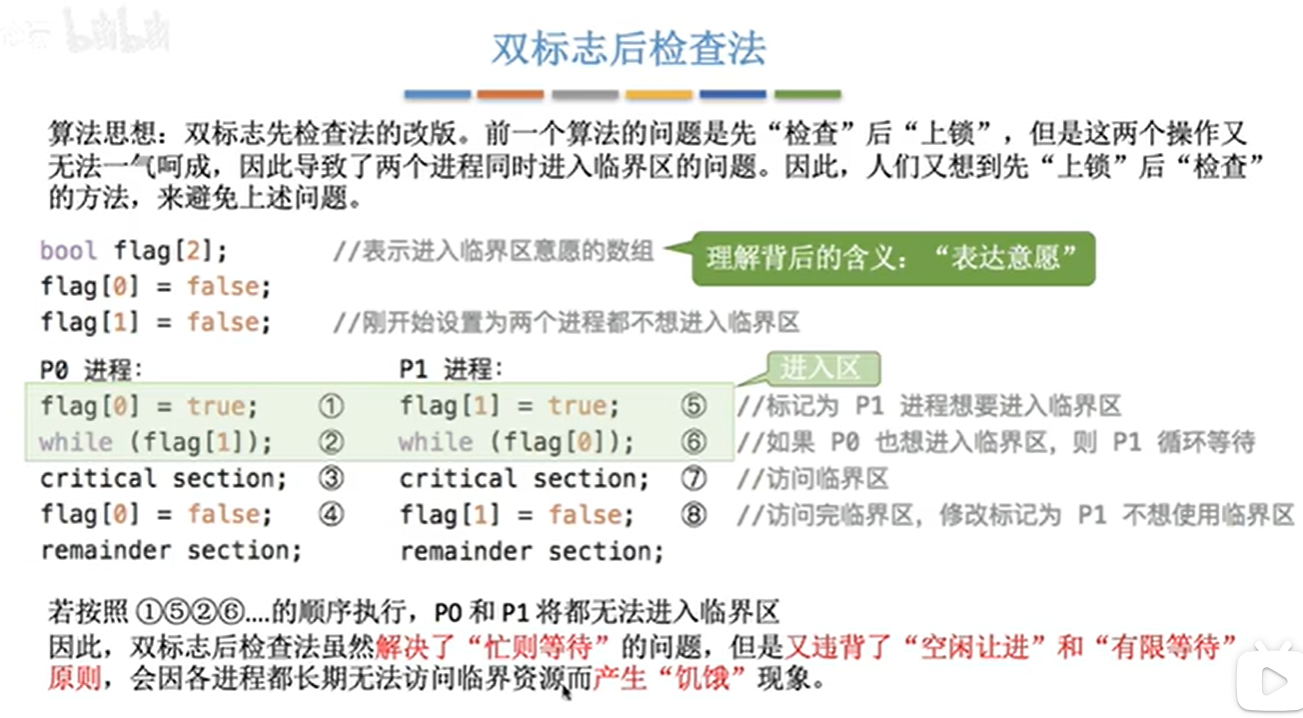 bilibili
双标志后检查法
算法思想：双标志先检查法的改版。前一个算法的问题是先“检查”后“上锁”，但是这两个操作又
无法一气呵成，因此导致了两个进程同时进入临界区的问题。因此，人们又想到先“上锁”后“检查”
的方法，来避免上述问题。
bool flag[2]; //表示进入临界区意愿的数组
理解背后的含义：“表达意愿”
flag[0] = false;
flag[1] = false; //刚开始设置为两个进程都不想进入临界区
P0 进程: P1 进程:
进入区
flag[0] = true; ① flag[1] = true; ⑤ //标记为 P1 进程想要进入临界区
while (flag[1]); ② while (flag[0]); ⑥ //如果 P0 也想进入临界区，则 P1 循环等待
critical section; ③ critical section; ⑦ //访问临界区
flag[0] = false; ④ flag[1] = false; ⑧ //访问完临界区，修改标记为 P1 不想使用临界区
remainder section; remainder section;
若按照 ①⑤②⑥....的顺序执行，P0 和 P1 将都无法进入临界区
因此，双标志后检查法虽然解决了“忙则等待”的问题，但是又违背了“空闲让进”和“有限等待”
原则，会因各进程都长期无法访问临界资源而产生“饥饿”现象。